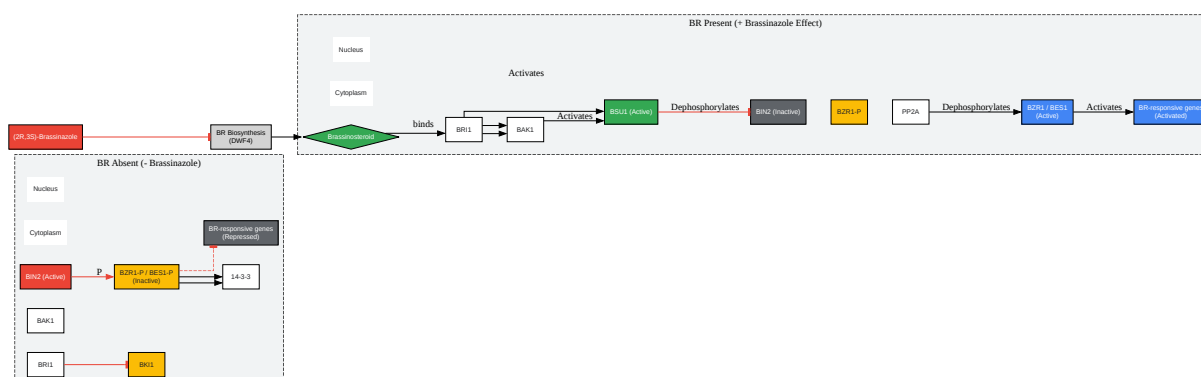 BR Present (+ Brassinazole Effect)
Nucleus
Activates
Cytoplasm
BSU1 (Active)
Dephosphorylates
BIN2 (Inactive)
BZR1-P
PP2A
Dephosphorylates
BZR1 / BES1
(Active)
Activates
BR-responsive genes
(Activated)
(2R,3S)-Brassinazole
BR Biosynthesis
(DWF4)
Brassinosteroid
binds
BRI1
BAK1
Activates
BR Absent (- Brassinazole)
Nucleus
Cytoplasm
BR-responsive genes
(Repressed)
BIN2 (Active)
P
BZR1-P / BES1-P
(Inactive)
14-3-3
BAK1
BRI1
BKI1